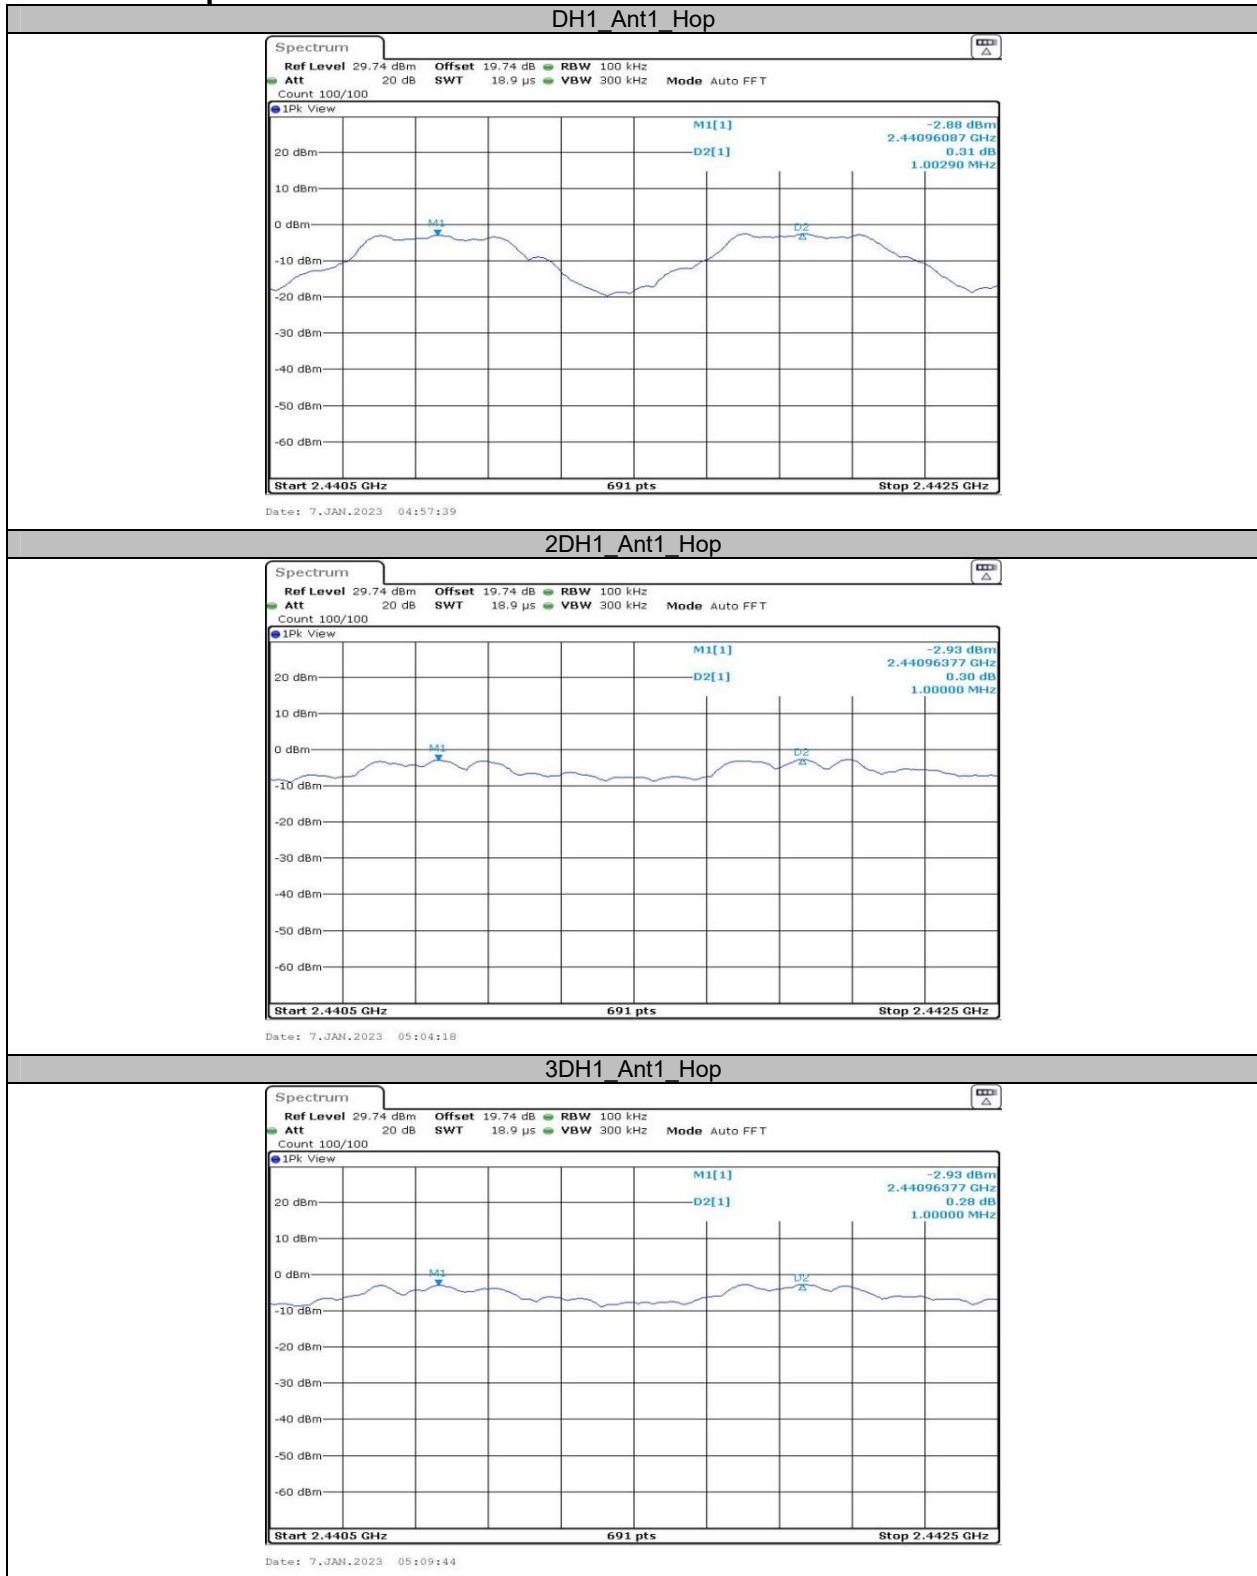 DH1_Ant1_Hop
Spectrum
Ref Level 29.74 dBm Offset 19.74 dB RBW 100 kHz
Att 20 dB SWT 18.9 µs VBW 300 kHz Mode Auto FFT
Count 100/100
1Pk View
M1[1] -2.88 dBm
2.44096087 GHz
20 dBm D2[1] 0.31 dB
1.00290 MHz
10 dBm
0 dBm
M1 D2
-10 dBm
-20 dBm
-30 dBm
-40 dBm
-50 dBm
-60 dBm
Start 2.4405 GHz 691 pts Stop 2.4425 GHz
Date: 7.JAN.2023 04:57:39
2DH1_Ant1_Hop
Spectrum
Ref Level 29.74 dBm Offset 19.74 dB RBW 100 kHz
Att 20 dB SWT 18.9 µs VBW 300 kHz Mode Auto FFT
Count 100/100
1Pk View
M1[1] -2.93 dBm
2.44096377 GHz
20 dBm D2[1] 0.30 dB
1.00000 MHz
10 dBm
0 dBm
M1 D2
-10 dBm
-20 dBm
-30 dBm
-40 dBm
-50 dBm
-60 dBm
Start 2.4405 GHz 691 pts Stop 2.4425 GHz
Date: 7.JAN.2023 05:04:18
3DH1_Ant1_Hop
Spectrum
Ref Level 29.74 dBm Offset 19.74 dB RBW 100 kHz
Att 20 dB SWT 18.9 µs VBW 300 kHz Mode Auto FFT
Count 100/100
1Pk View
M1[1] -2.93 dBm
2.44096377 GHz
20 dBm D2[1] 0.28 dB
1.00000 MHz
10 dBm
0 dBm
M1 D2
-10 dBm
-20 dBm
-30 dBm
-40 dBm
-50 dBm
-60 dBm
Start 2.4405 GHz 691 pts Stop 2.4425 GHz
Date: 7.JAN.2023 05:09:44